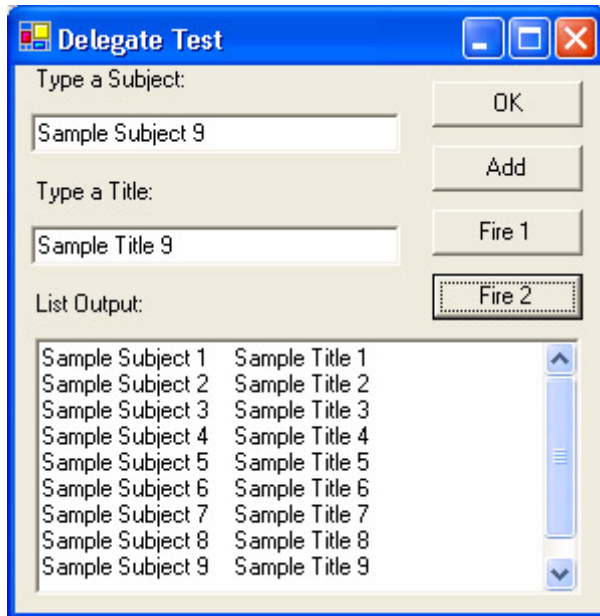 Delegate Test
Type a Subject:
OK
Sample Subject 9
Add
Type a Title:
Fire 1
Sample Title 9
Fire 2
List Output:
Sample Subject 1 Sample Title 1
Sample Subject 2 Sample Title 2
Sample Subject 3 Sample Title 3
Sample Subject 4 Sample Title 4
Sample Subject 5 Sample Title 5
Sample Subject 6 Sample Title 6
Sample Subject 7 Sample Title 7
Sample Subject 8 Sample Title 8
Sample Subject 9 Sample Title 9